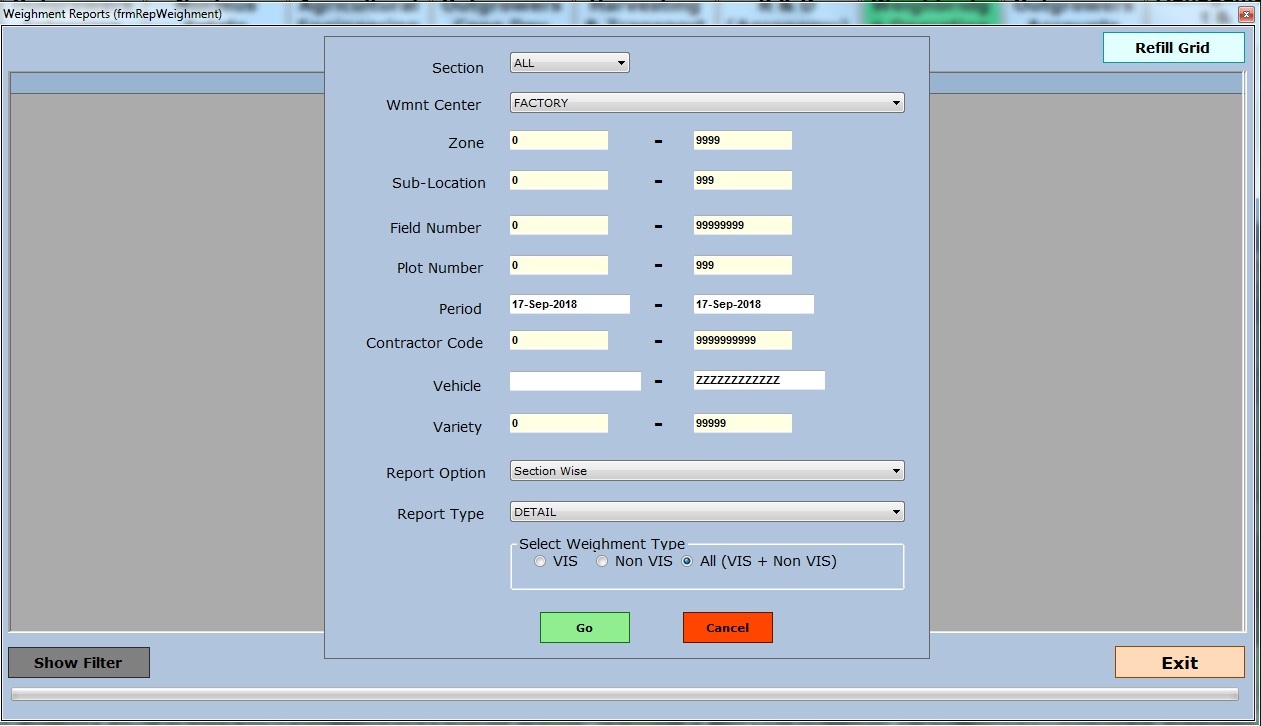 Weighment Reports (frmRepWeighment)
Refill Grid
Section ALL
Wmnt Center FACTORY
Zone 0 - 9999
Sub-Location 0 - 999
Field Number 0 - 99999999
Plot Number 0 - 999
Period 17-Sep-2018 - 17-Sep-2018
Contractor Code 0 - 9999999999
Vehicle - ZZZZZZZZZZZZ
Variety 0 - 99999
Report Option Section Wise
Report Type DETAIL
Select Weighment Type
VIS Non VIS All (VIS + Non VIS)
Go Cancel
Show Filter Exit